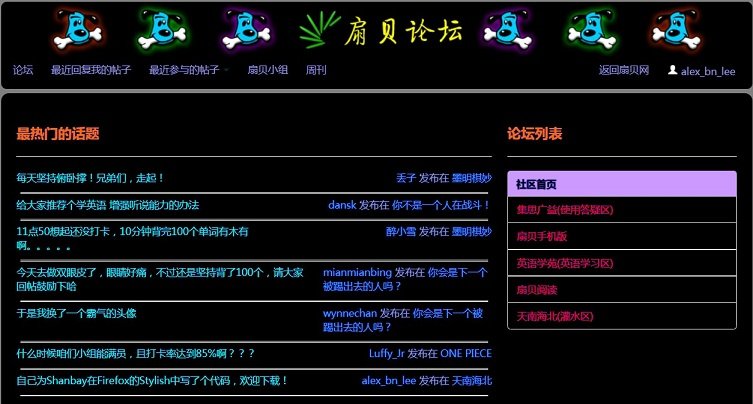 扇贝论坛
论坛 最近回复我的帖子 最近参与的帖子 扇贝小组 周刊 返回扇贝网 alex_bn_lee
最热门的话题
每天坚持俯卧撑！兄弟们，走起！ 丢子 发布在 墨明棋妙
给大家推荐个学英语 增强听说能力的办法 dansk 发布在 你不是一个人在战斗！
11点50想起还没打卡，10分钟背完100个单词有木有 醉小雪 发布在 墨明棋妙
啊。。。。。
今天去做双眼皮了，眼睛好痛，不过还是坚持背了100个，请大家 mianmianbing 发布在 你会是下一个
回帖鼓励下哈 被踢出去的人吗？
于是我换了一个霸气的头像 wynnechan 发布在 你会是下一个被
踢出去的人吗？
什么时候咱们小组能满员，且打卡率达到85%啊？？？ Luffy_Jr 发布在 ONE PIECE
自己为Shanbay在Firefox的Stylish中写了个代码，欢迎下载！ alex_bn_lee 发布在 天南海北
论坛列表
社区首页
集思广益(使用答疑区)
扇贝手机版
英语学苑(英语学习区)
扇贝阅读
天南海北(灌水区)